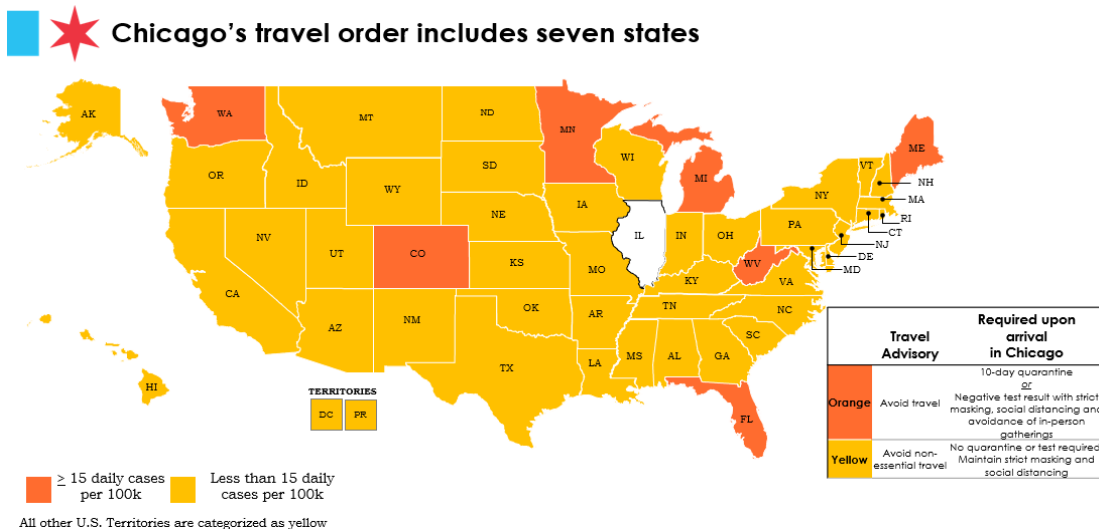 Chicago's travel order includes seven states
AK
WA
MT
ND
MN
WI
MI
VT
ME
NH
MA
RI
CT
NJ
DE
MD
OR
ID
WY
SD
IA
NE
NY
PA
NV
UT
CO
KS
MO
IL
IN
OH
WV
KY
VA
CA
AZ
NM
OK
AR
TN
NC
SC
HI
TX
LA
MS
AL
GA
FL
TERRITORIES
DC
PR
Travel
Advisory
Required upon
arrival
in Chicago
Orange
Avoid travel
10-day quarantine
or
Negative test result with strict
masking, social distancing and
avoidance of in-person
gatherings
Yellow
Avoid non-
essential travel
No quarantine or test required.
Maintain strict masking and
social distancing
≥ 15 daily cases
per 100k
Less than 15 daily
cases per 100k
All other U.S. Territories are categorized as yellow